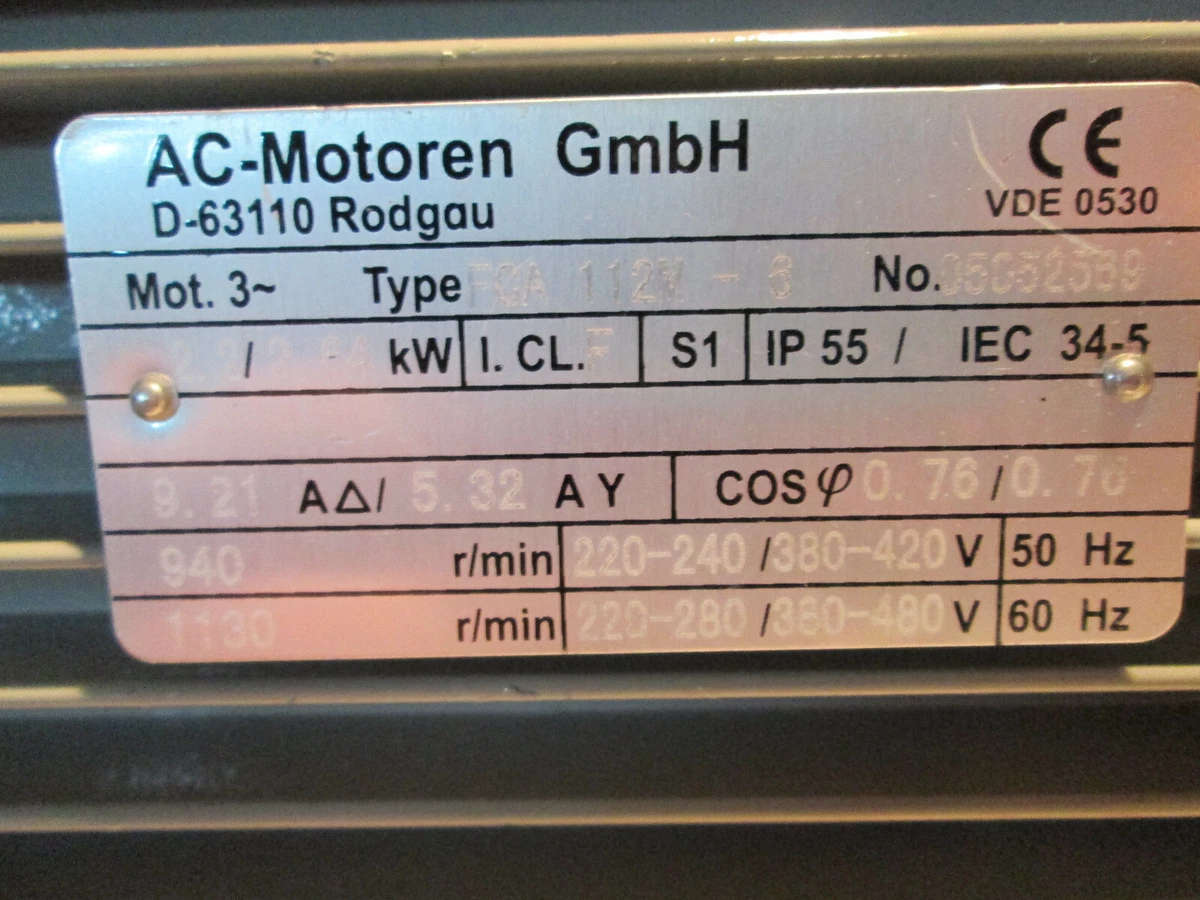 AC-Motoren GmbH CE
D-63110 Rodgau VDE 0530
Mot. 3~ Type FCA 112M - 6 No.
/ kW I. CL. F S1 IP 55 / IEC 34-5
9.21 A Δ/ 5.32 A Y COS φ 0.76/0.76
940 r/min 220-240/380-420 V 50 Hz
1130 r/min 220-280/360-480 V 60 Hz